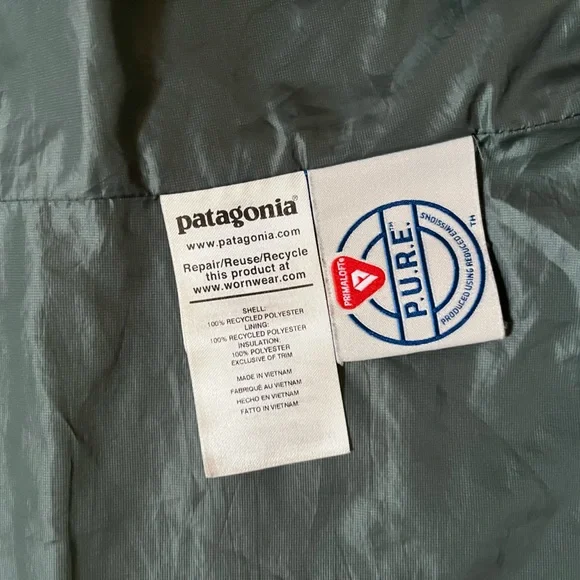 patagonia®
www.patagonia.com
Repair/Reuse/Recycle
this product at
www.wornwear.com
SHELL:
100% RECYCLED POLYESTER
LINING:
100% RECYCLED POLYESTER
INSULATION:
100% POLYESTER
EXCLUSIVE OF TRIM
MADE IN VIETNAM
FABRIQUÉ AU VIETNAM
HECHO EN VIETNAM
FATTO IN VIETNAM
PRIMALOFT®
P.U.R.E.™
PRODUCED USING REDUCED EMISSIONS
TM